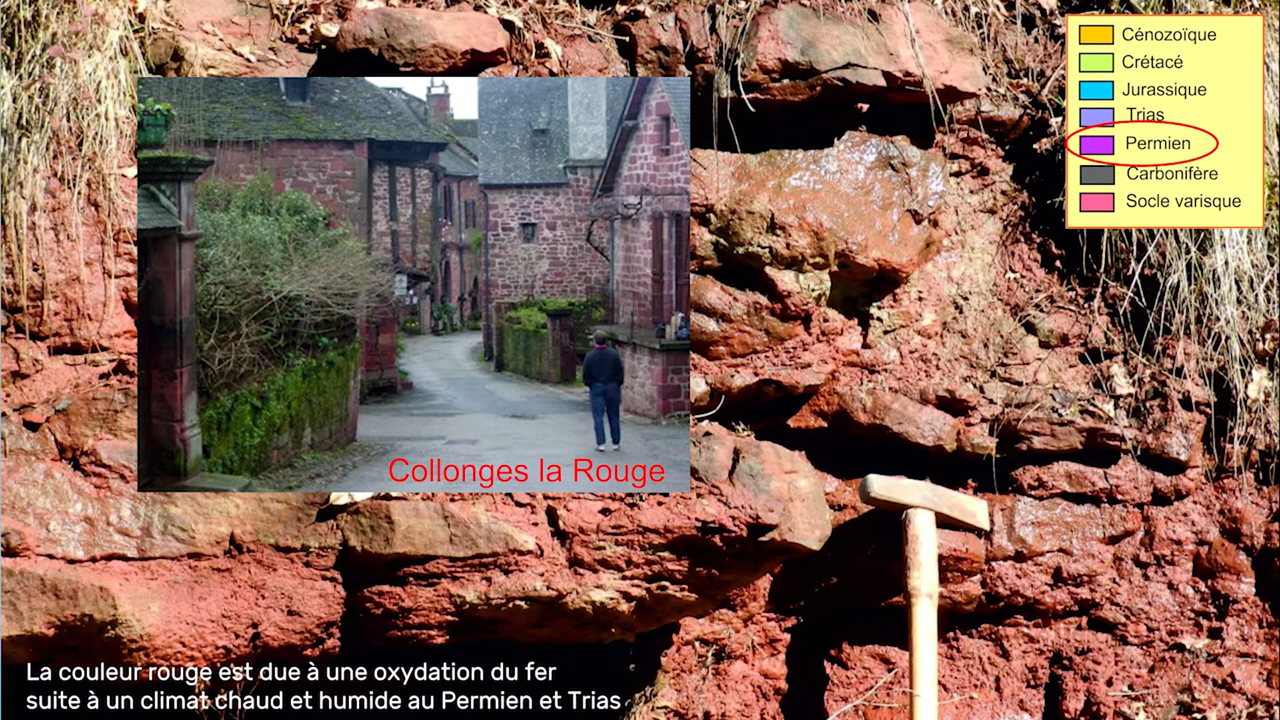 Cénozoïque
Crétacé
Jurassique
Trias
Permien
Carbonifère
Socle varisque
Collonges la Rouge
La couleur rouge est due à une oxydation du fer
suite à un climat chaud et humide au Permien et Trias